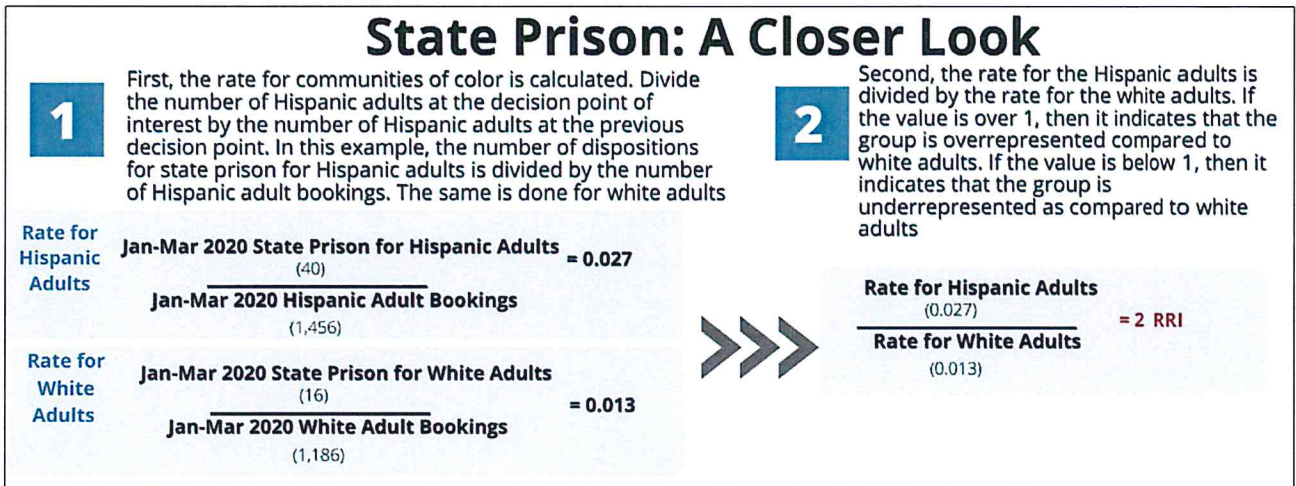 State Prison: A Closer Look
1
First, the rate for communities of color is calculated. Divide
the number of Hispanic adults at the decision point of
interest by the number of Hispanic adults at the previous
decision point. In this example, the number of dispositions
for state prison for Hispanic adults is divided by the number
of Hispanic adult bookings. The same is done for white adults
Rate for
Hispanic
Adults
Jan-Mar 2020 State Prison for Hispanic Adults
(40)
= 0.027
Jan-Mar 2020 Hispanic Adult Bookings
(1,456)
Rate for
White
Adults
Jan-Mar 2020 State Prison for White Adults
(16)
= 0.013
Jan-Mar 2020 White Adult Bookings
(1,186)
2
Second, the rate for the Hispanic adults is
divided by the rate for the white adults. If
the value is over 1, then it indicates that the
group is overrepresented compared to
white adults. If the value is below 1, then it
indicates that the group is
underrepresented as compared to white
adults
Rate for Hispanic Adults
(0.027)
= 2 RRI
Rate for White Adults
(0.013)